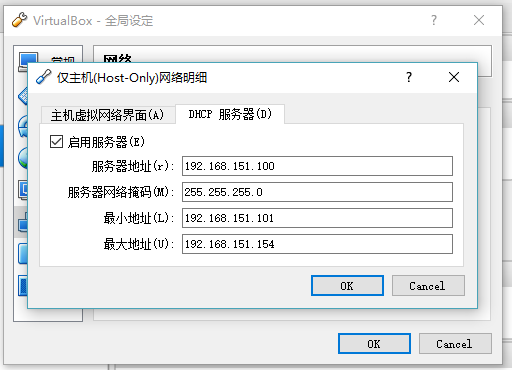 VirtualBox - 全局设定
常规
网络
仅主机(Host-Only)网络明细
主机虚拟网络界面(A)
DHCP 服务器(D)
启用服务器(E)
服务器地址(r): 192.168.151.100
服务器网络掩码(M): 255.255.255.0
最小地址(L): 192.168.151.101
最大地址(U): 192.168.151.154
OK
Cancel
OK
Cancel